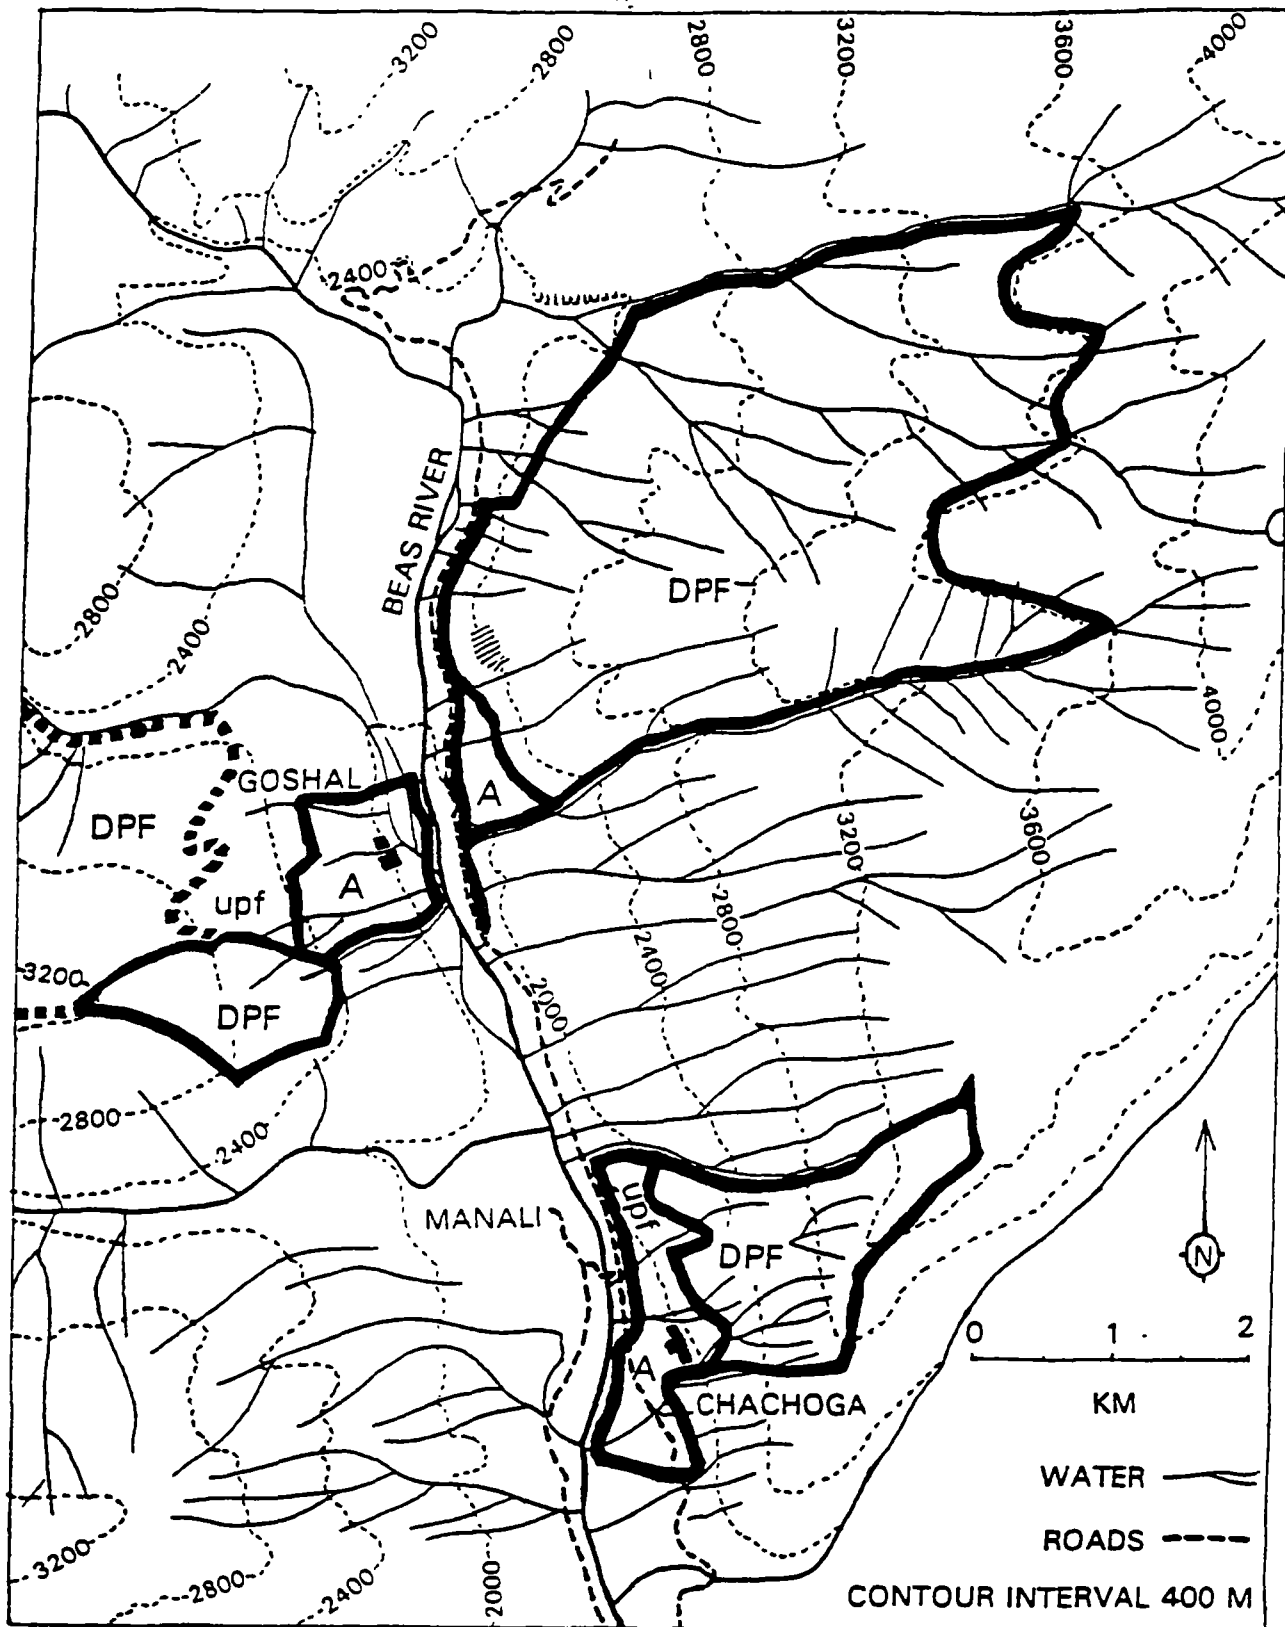 3200
2800
2800
3200
3600
4000
2400
BEAS RIVER
2800
2400
DPF
4000
GOSHAL
DPF
A
A
upf
3200
3600
2800
2400
3200
DPF
2000
2800
2400
upf
MANALI
DPF
N
0 1 2
A
CHACHOGA
KM
WATER
ROADS
3200
2800
2400
2000
CONTOUR INTERVAL 400 M